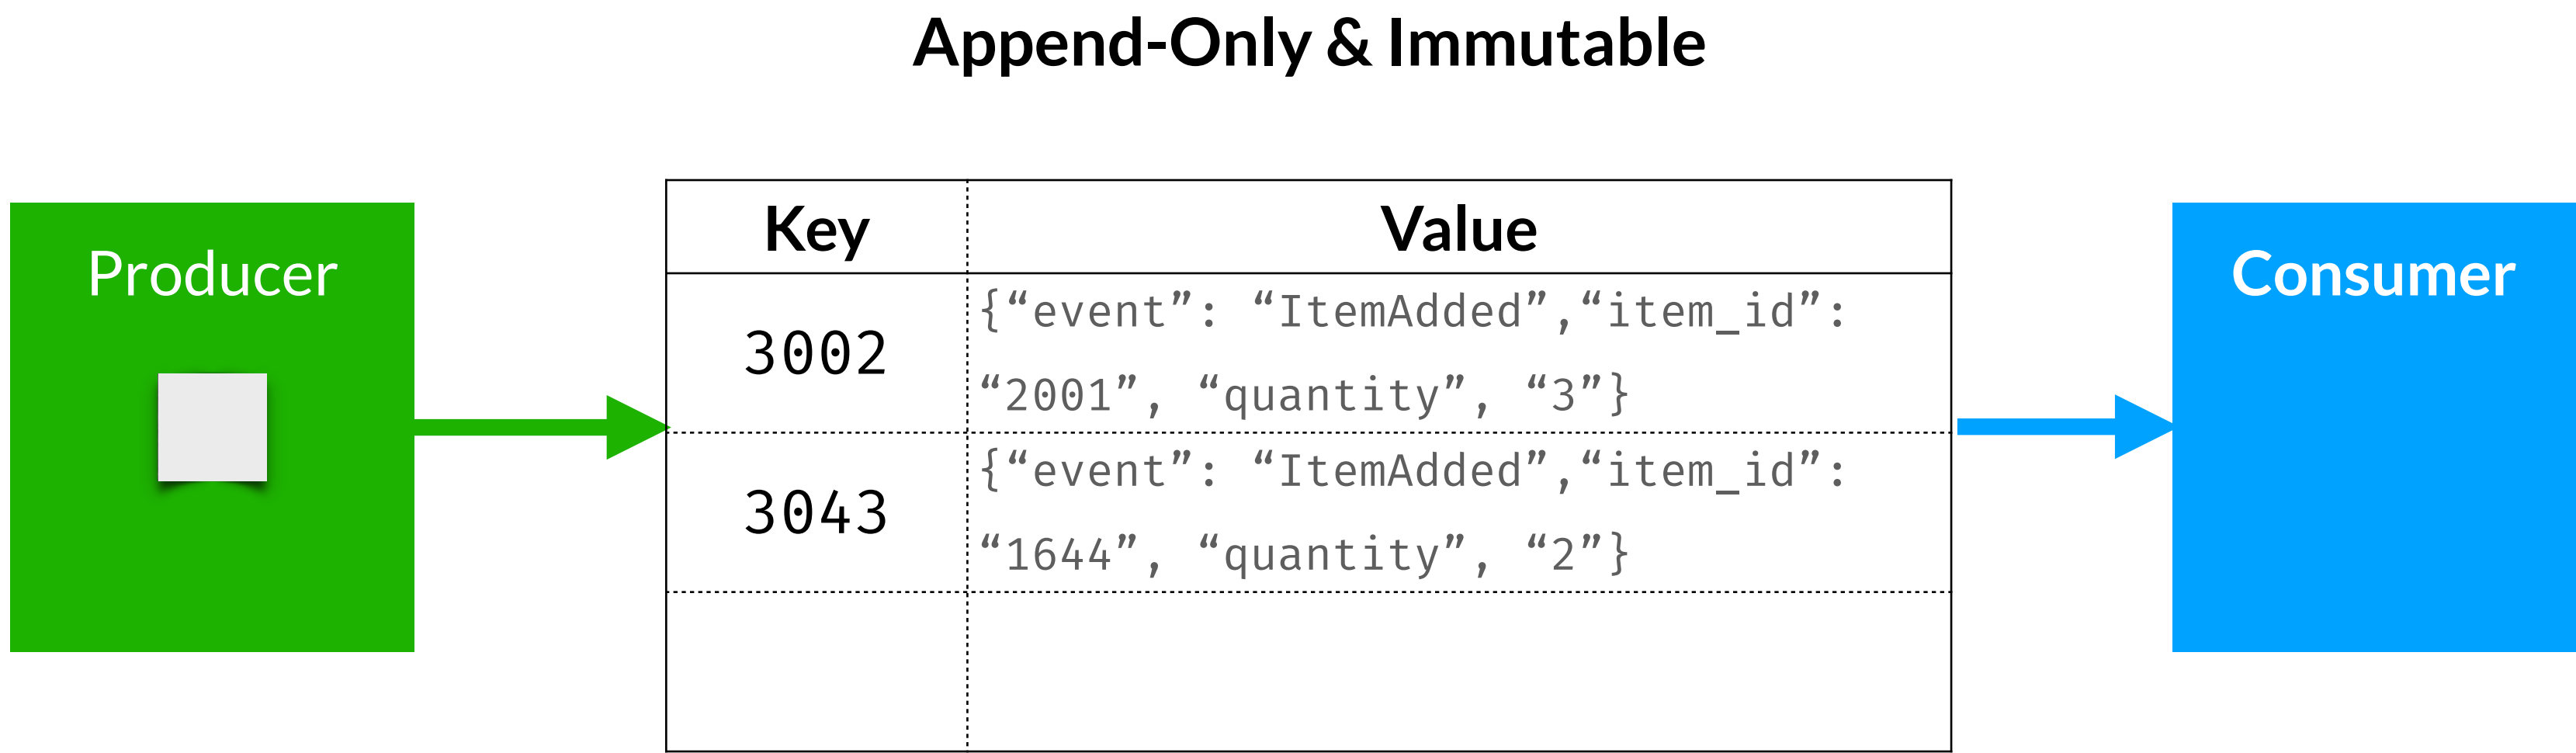 Append-Only & Immutable
Producer
Key
Value
3002
{“event”: “ItemAdded”,“item_id”:
“2001”, “quantity”, “3”}
3043
{“event”: “ItemAdded”,“item_id”:
“1644”, “quantity”, “2”}
Consumer